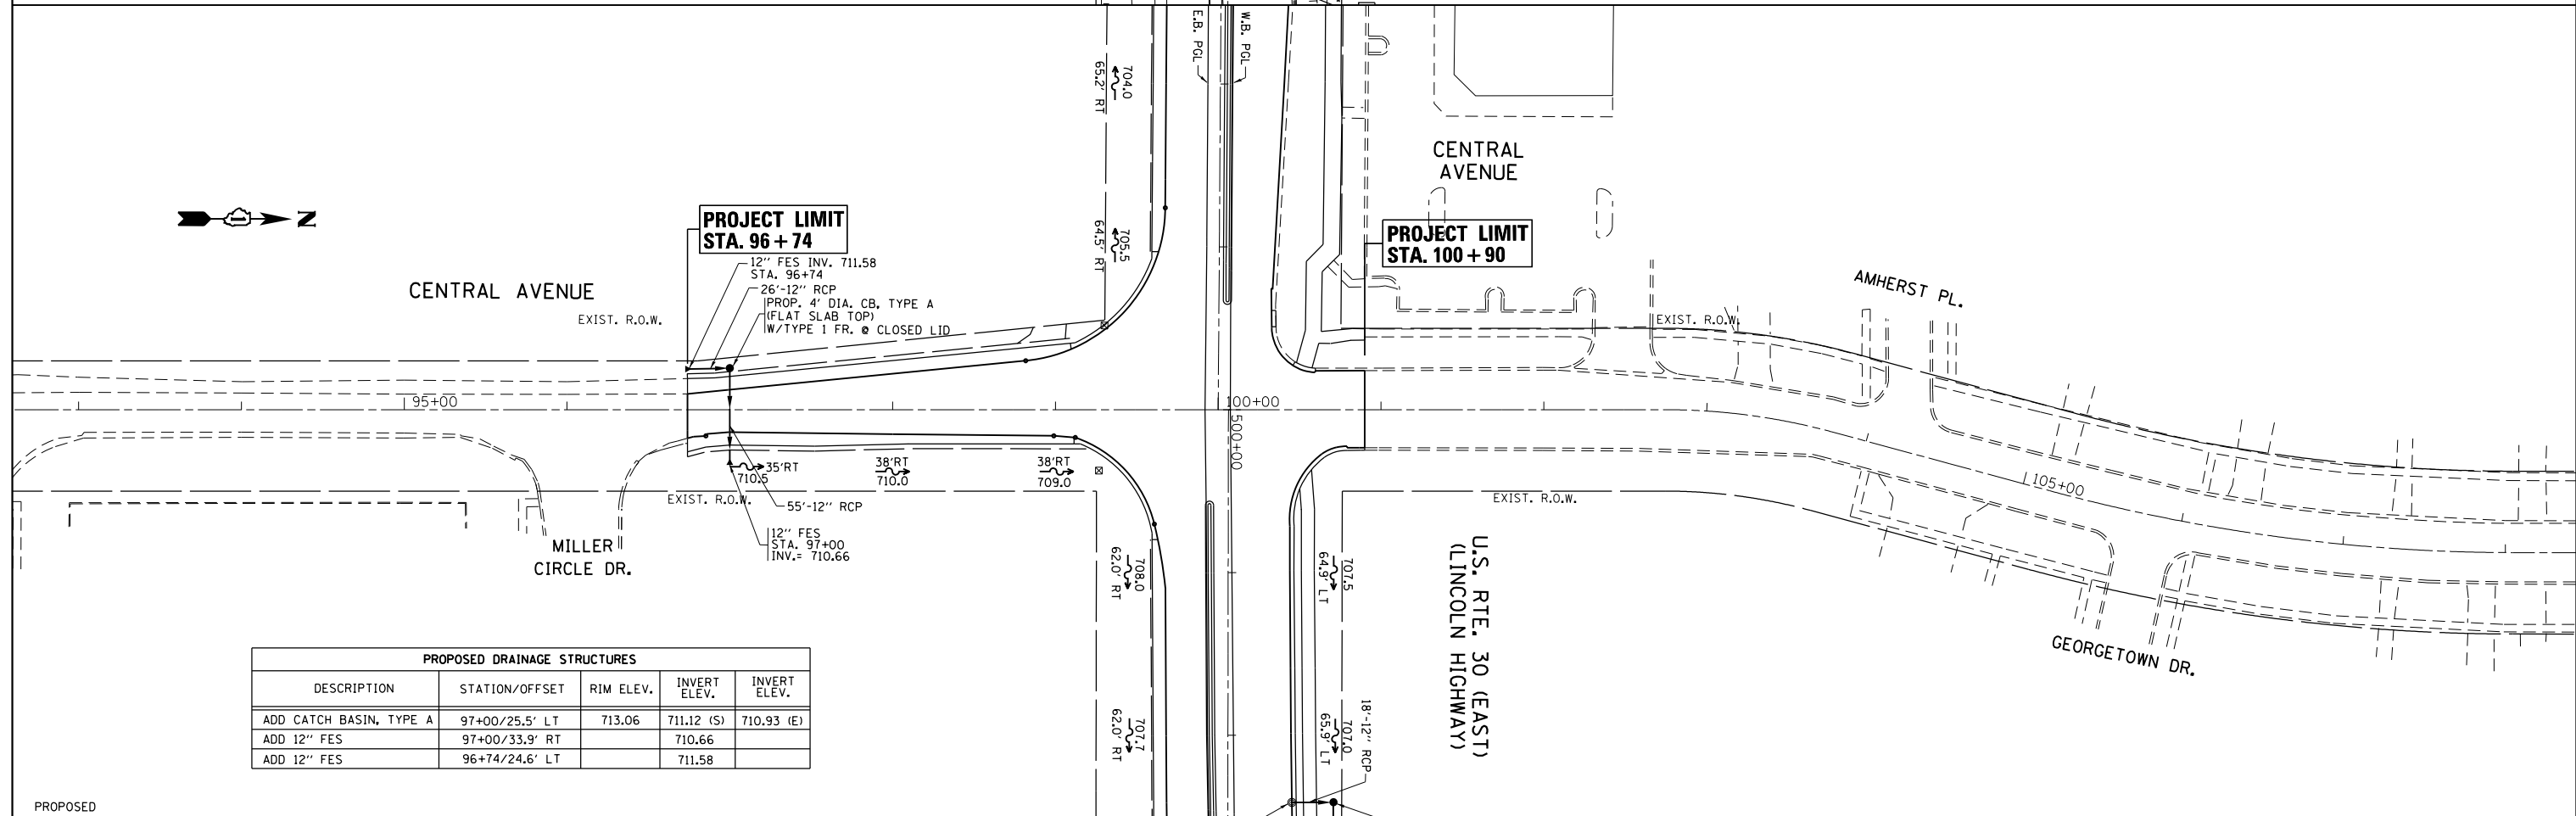 E.B. PGL
W.B. PGL
704.0
65.2' RT
705.5
64.5' RT
CENTRAL
AVENUE
N
PROJECT LIMIT
STA. 96+74
12" FES INV. 711.58
STA. 96+74
26'-12" RCP
PROP. 4' DIA. CB, TYPE A
(FLAT SLAB TOP)
W/TYPE 1 FR. @ CLOSED LID
PROJECT LIMIT
STA. 100+90
CENTRAL AVENUE
EXIST. R.O.W.
AMHERST PL.
EXIST. R.O.W.
95+00
100+00
500+00
35'RT
710.5
38'RT
710.0
38'RT
709.0
EXIST. R.O.W.
EXIST. R.O.W.
105+00
55'-12" RCP
12" FES
STA. 97+00
INV.= 710.66
MILLER
CIRCLE DR.
708.0
62.0' RT
707.5
64.9' LT
U.S. RTE. 30 (EAST)
(LINCOLN HIGHWAY)
GEORGETOWN DR.
707.7
62.0' RT
707.0
65.9' LT
18'-12" RCP
PROPOSED DRAINAGE STRUCTURES
DESCRIPTION STATION/OFFSET RIM ELEV. INVERT ELEV. INVERT ELEV.
ADD CATCH BASIN, TYPE A 97+00/25.5' LT 713.06 711.12 (S) 710.93 (E)
ADD 12" FES 97+00/33.9' RT 710.66
ADD 12" FES 96+74/24.6' LT 711.58
PROPOSED